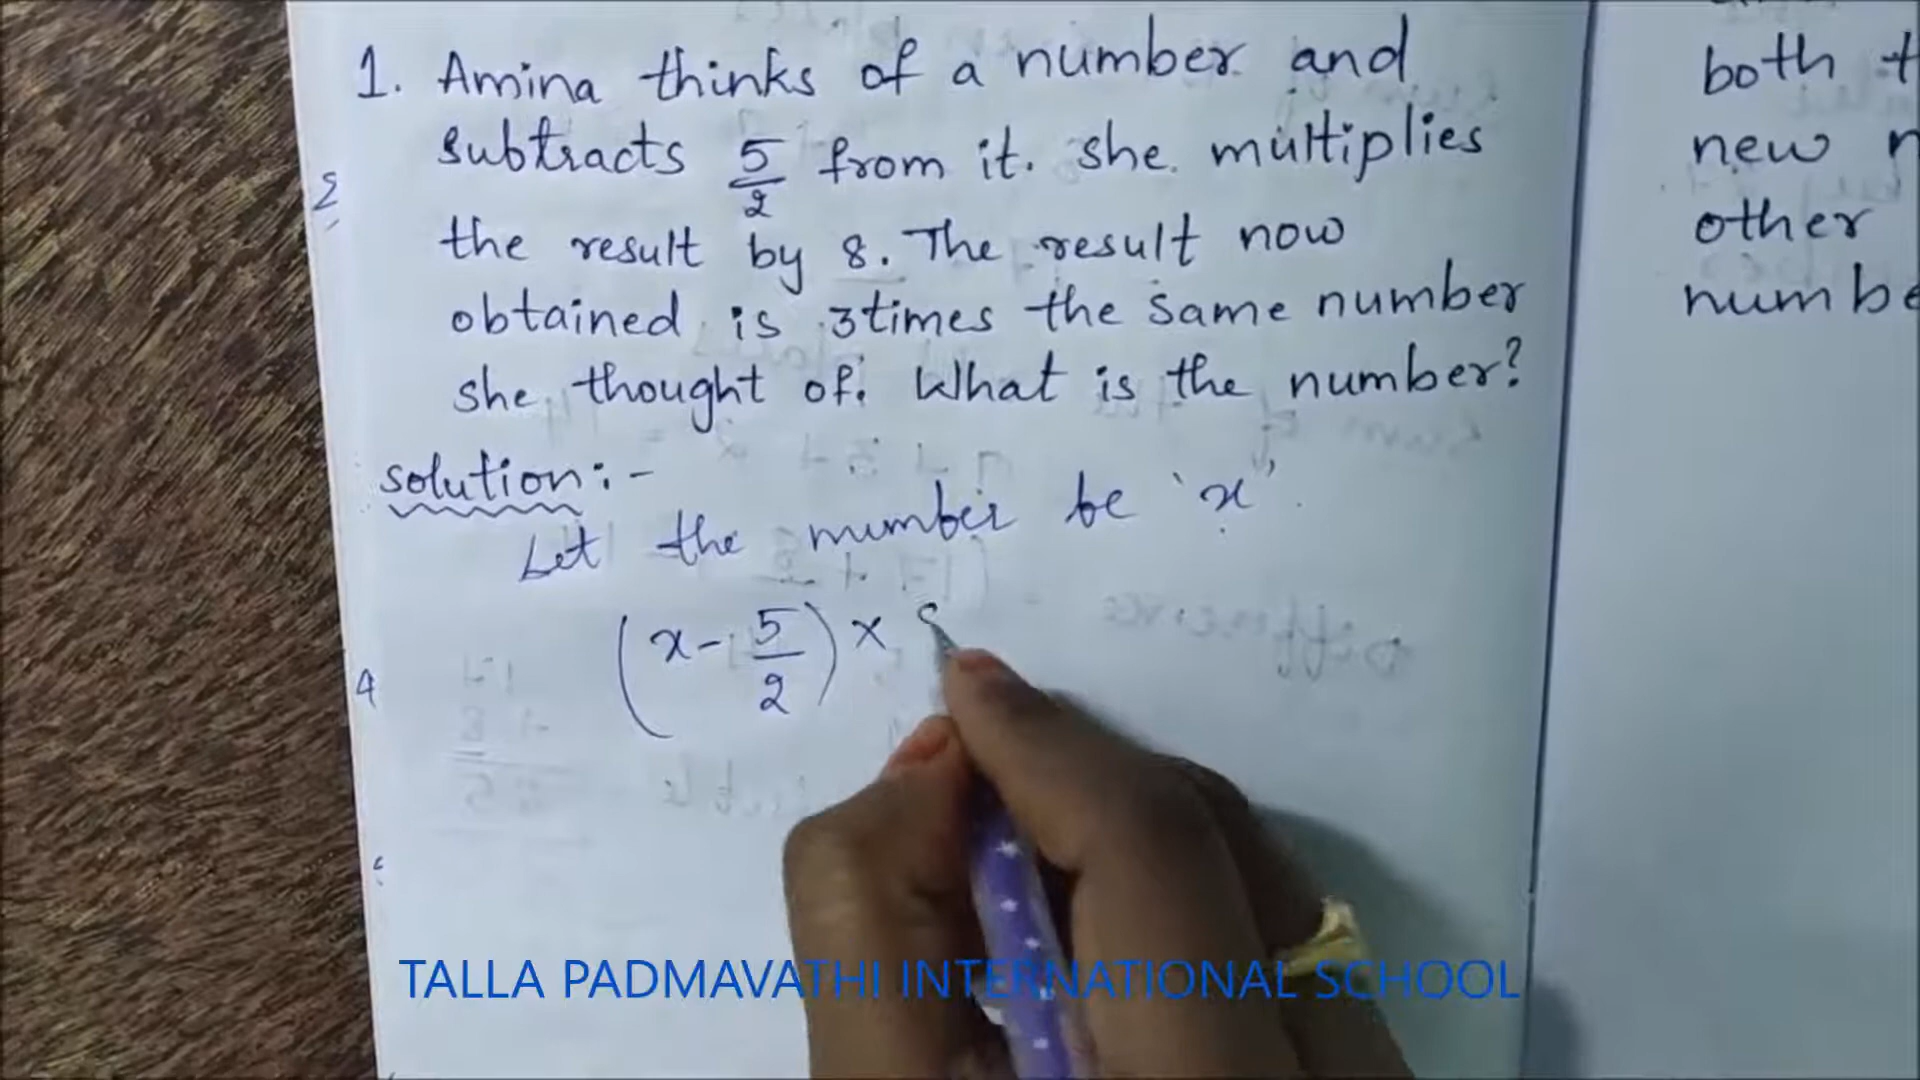 1. Amina thinks of a number and
subtracts 5/2 from it. she multiplies
the result by 8. The result now
obtained is 3times the same number
she thought of. What is the number?
solution:-
Let the number be 'x'.
(x - 5/2) ×
4
both
new
other
numbe
TALLA PADMAVATHI INTERNATIONAL SCHOOL